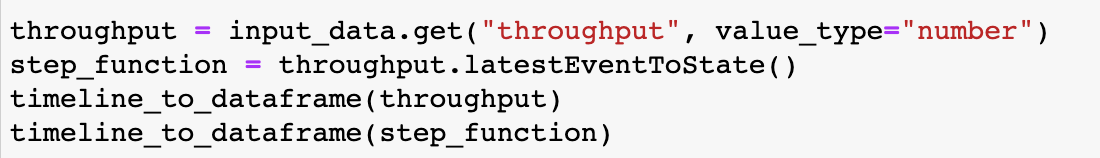 throughput = input_data.get("throughput", value_type="number")
step_function = throughput.latestEventToState()
timeline_to_dataframe(throughput)
timeline_to_dataframe(step_function)